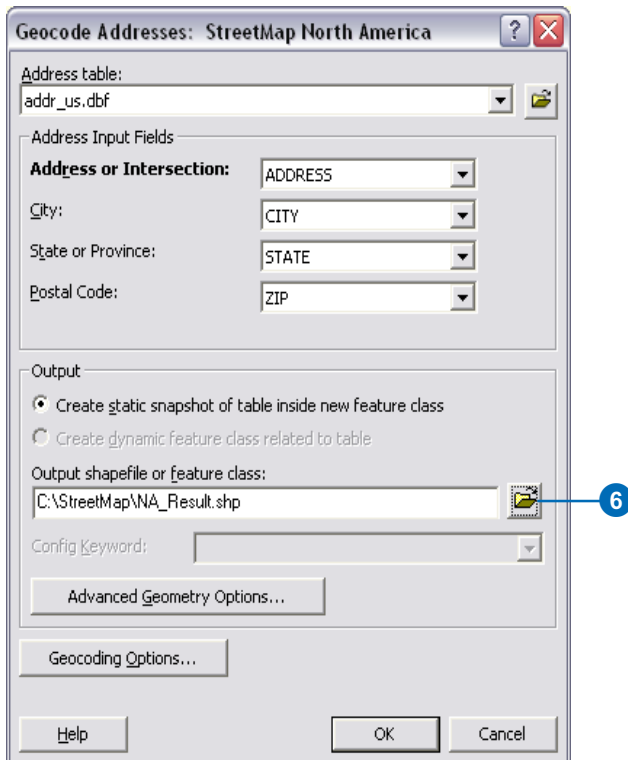 Geocode Addresses: StreetMap North America
Address table:
addr_us.dbf
Address Input Fields
Address or Intersection: ADDRESS
City: CITY
State or Province: STATE
Postal Code: ZIP
Output
Create static snapshot of table inside new feature class
Create dynamic feature class related to table
Output shapefile or feature class:
C:\StreetMap\NA_Result.shp
6
Config Keyword:
Advanced Geometry Options...
Geocoding Options...
Help OK Cancel